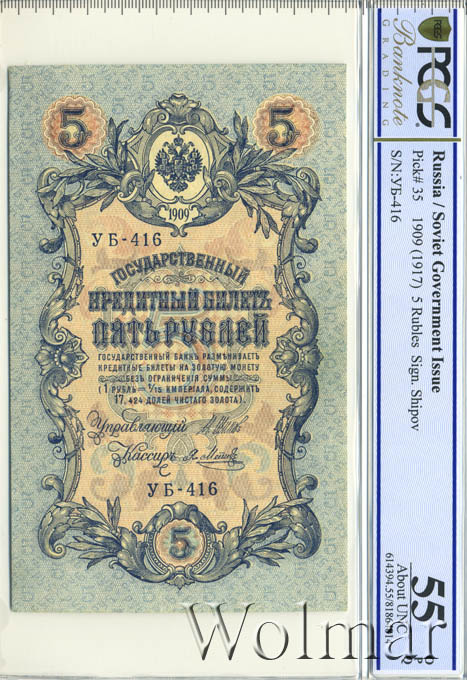 5 5
1909
УБ-416
ГОСУДАРСТВЕННЫЙ
КРЕДИТНЫЙ БИЛЕТЪ
ПЯТЬ РУБЛЕЙ
ГОСУДАРСТВЕННЫЙ БАНКЪ РАЗМѢНИВАЕТЪ
КРЕДИТНЫЕ БИЛЕТЫ НА ЗОЛОТУЮ МОНЕТУ
БЕЗЪ ОГРАНИЧЕНІЯ СУММЫ
(1 РУБЛЬ = 1/15 ИМПЕРІАЛА, СОДЕРЖИТЪ
17,424 ДОЛЕЙ ЧИСТАГО ЗОЛОТА).
Управляющій
Кассиръ
УБ-416
5
PCGS
PCGS
Banknote
GRADING
Russia / Soviet Government Issue
Pick# 35 1909 (1917) 5 Rubles Sign. Shipov
S/N:УБ-416
55
About UNC
Wolmar